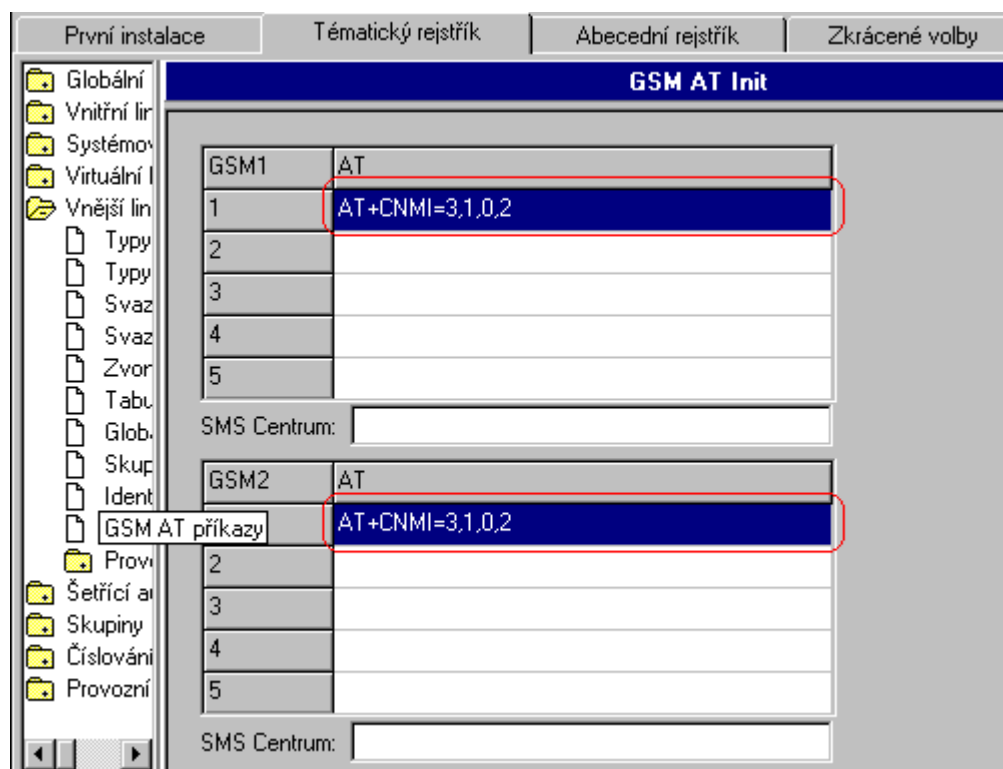 První instalace Tématický rejstřík Abecední rejstřík Zkrácené volby
Globální
Vnitřní lin
Systémov
Virtuální l
Vnější lin
Typy
Typy
Svaz
Svaz
Zvor
Tabu
Glob
Skup
Ident
GSM AT příkazy
Prov
Šetřící a
Skupiny
Číslování
Provozní
GSM AT Init
GSM1 AT
1 AT+CNMI=3,1,0,2
2
3
4
5
SMS Centrum:
GSM2 AT
AT+CNMI=3,1,0,2
2
3
4
5
SMS Centrum: